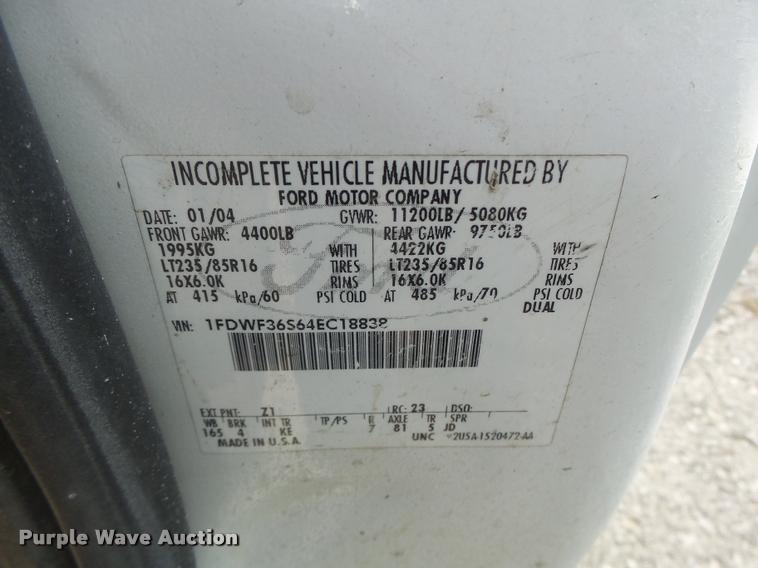 INCOMPLETE VEHICLE MANUFACTURED BY
FORD MOTOR COMPANY
DATE: 01/04 GVWR: 11200LB/ 5080KG
FRONT GAWR: 4400LB REAR GAWR: 9750LB
1995KG WITH 4422KG WITH
LT235/85R16 TIRES LT235/85R16 TIRES
16X6.0K RIMS 16X6.0K RIMS
AT 415 kPa/60 PSI COLD AT 485 kPa/70 PSI COLD
DUAL
Ford
VIN: 1FDWF36S64EC18838
EXT PNT: Z1 RC: 23 DSO:
WB BRK INT TR TP/PS R AXLE TR SPR
165 4 KE 7 81 5 JD
MADE IN U.S.A. UNC
Purple Wave Auction